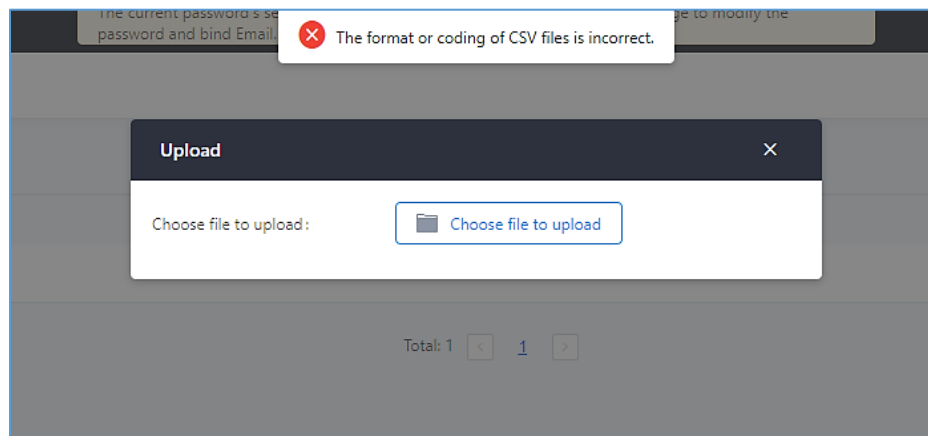 The current password's se
ge to modify the
password and bind Email.
The format or coding of CSV files is incorrect.
Upload
Choose file to upload:
Choose file to upload
Total: 1 < 1 >